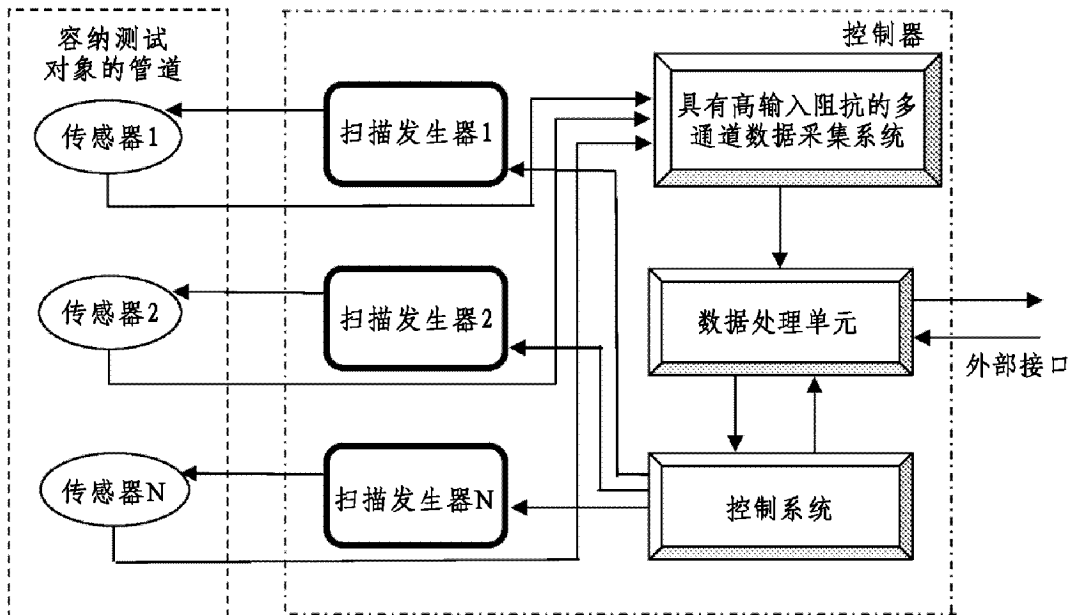 容纳测试
对象的管道
控制器
传感器1
扫描发生器1
具有高输入阻抗的多
通道数据采集系统
传感器2
扫描发生器2
数据处理单元
外部接口
传感器N
扫描发生器N
控制系统